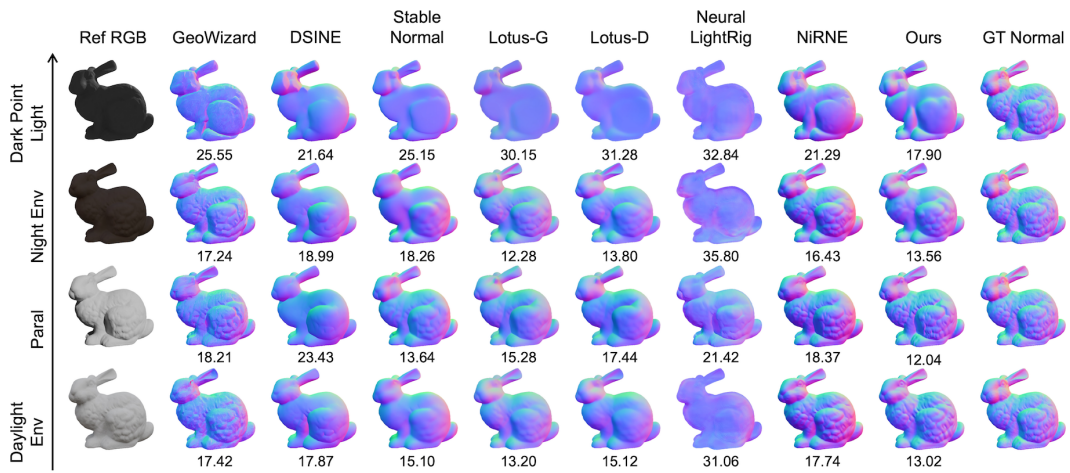 Ref RGB GeoWizard DSINE Stable Normal Lotus-G Lotus-D Neural LightRig NiRNE Ours GT Normal
Dark Point Light
25.55 21.64 25.15 30.15 31.28 32.84 21.29 17.90
Night Env
17.24 18.99 18.26 12.28 13.80 35.80 16.43 13.56
Paral
18.21 23.43 13.64 15.28 17.44 21.42 18.37 12.04
Daylight Env
17.42 17.87 15.10 13.20 15.12 31.06 17.74 13.02